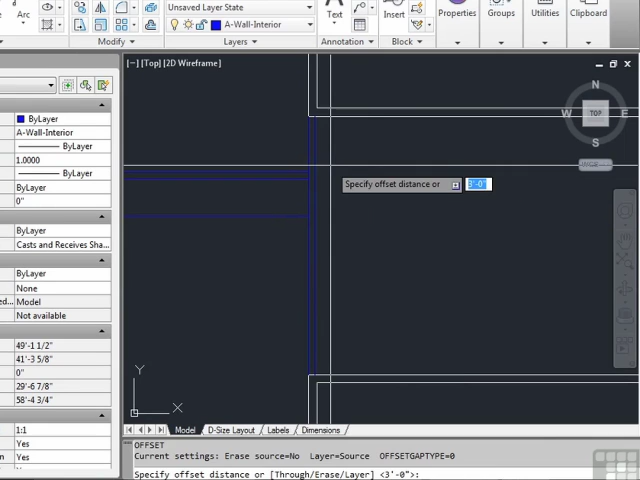 Arc
Modify
Unsaved Layer State
A-Wall-Interior
Layers
Text
Annotation
Insert
Block
Properties
Groups
Utilities
Clipboard
[−] [Top] [2D Wireframe]
N
W TOP E
S
ByLayer
A-Wall-Interior
ByLayer
1.0000
ByLayer
ByLayer
0"
Specify offset distance or 3'-0"
ByLayer
Casts and Receives Sha...
ByLayer
None
Model
Not available
49'-1 1/2"
41'-3 5/8"
0"
29'-6 7/8"
58'-4 3/4"
1:1
Yes
Yes
Yes
Y
X
Model D-Size Layout Labels Dimensions
OFFSET
Current settings: Erase source=No Layer=Source OFFSETGAPTYPE=0
Specify offset distance or [Through/Erase/Layer] <3'-0">: